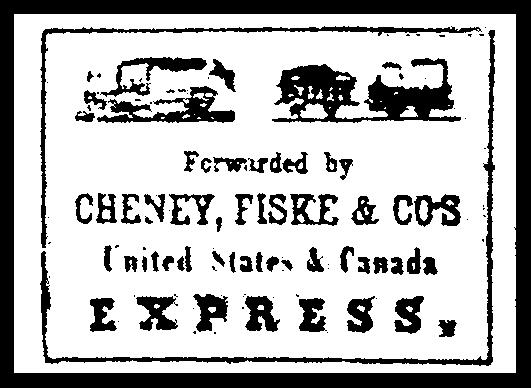 Forwarded by
CHENEY, FISKE & CO'S
United States & Canada
EXPRESS.